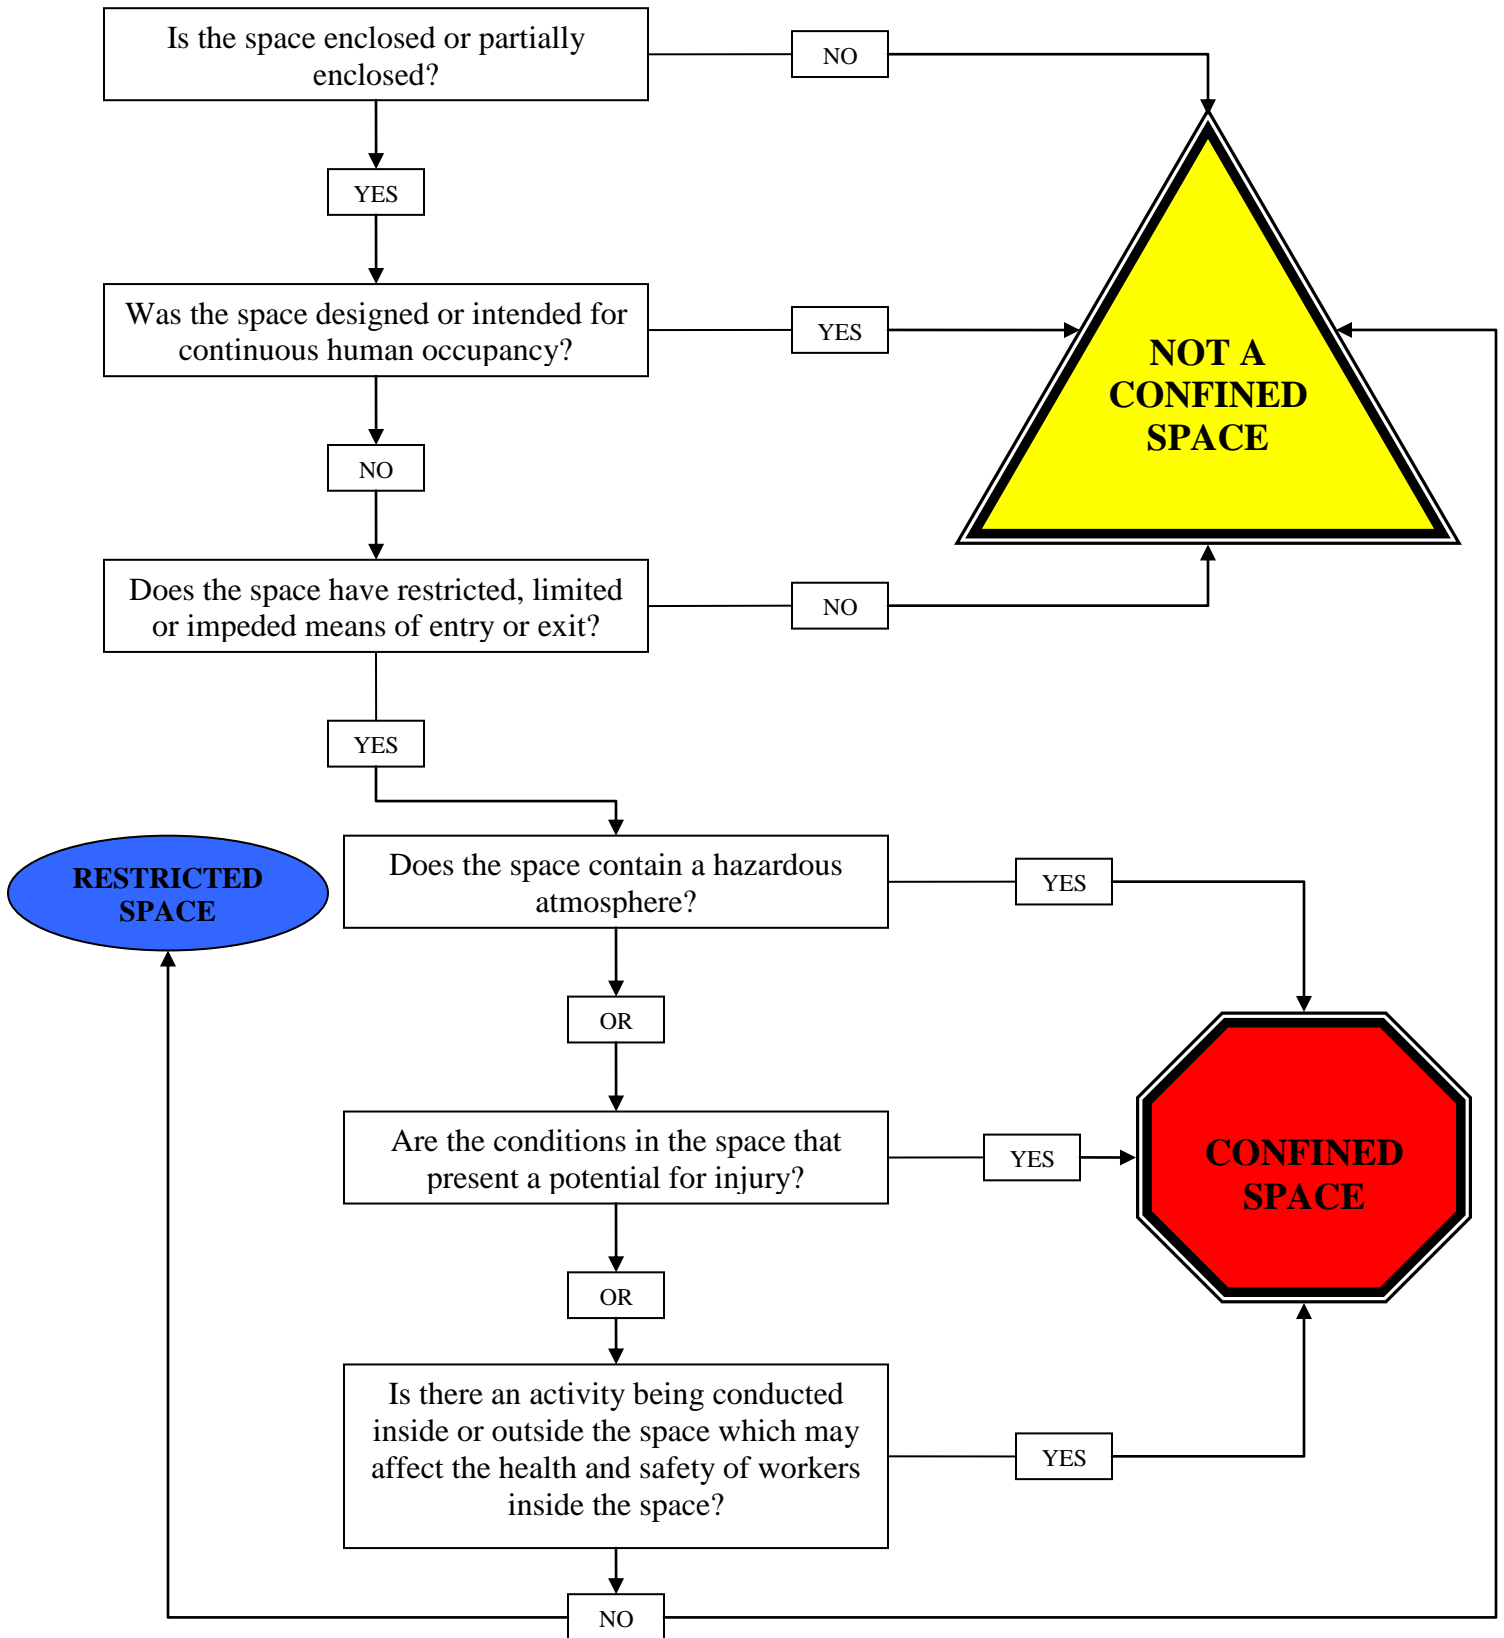 Is the space enclosed or partially
enclosed?
NO
YES
Was the space designed or intended for
continuous human occupancy?
YES
NOT A
CONFINED
SPACE
NO
Does the space have restricted, limited
or impeded means of entry or exit?
NO
YES
RESTRICTED
SPACE
Does the space contain a hazardous
atmosphere?
YES
OR
Are the conditions in the space that
present a potential for injury?
YES
CONFINED
SPACE
OR
Is there an activity being conducted
inside or outside the space which may
affect the health and safety of workers
inside the space?
YES
NO